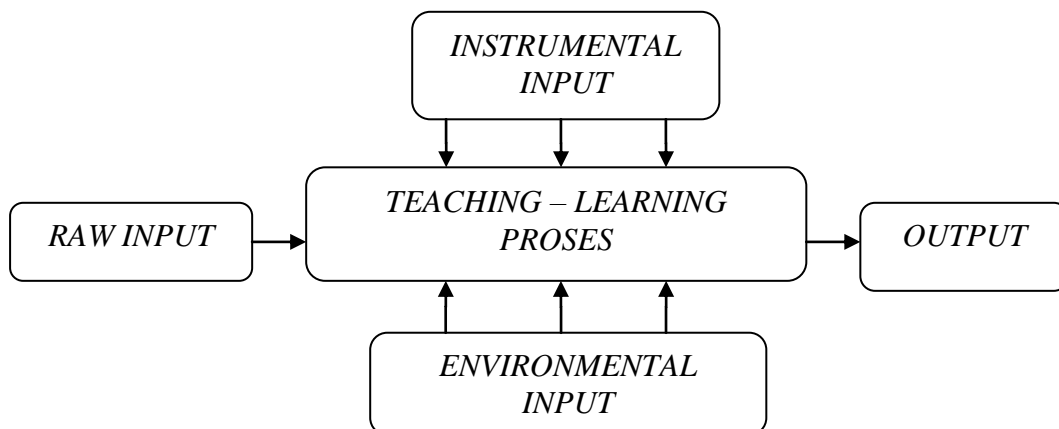 INSTRUMENTAL
INPUT
RAW INPUT
TEACHING – LEARNING
PROSES
OUTPUT
ENVIRONMENTAL
INPUT